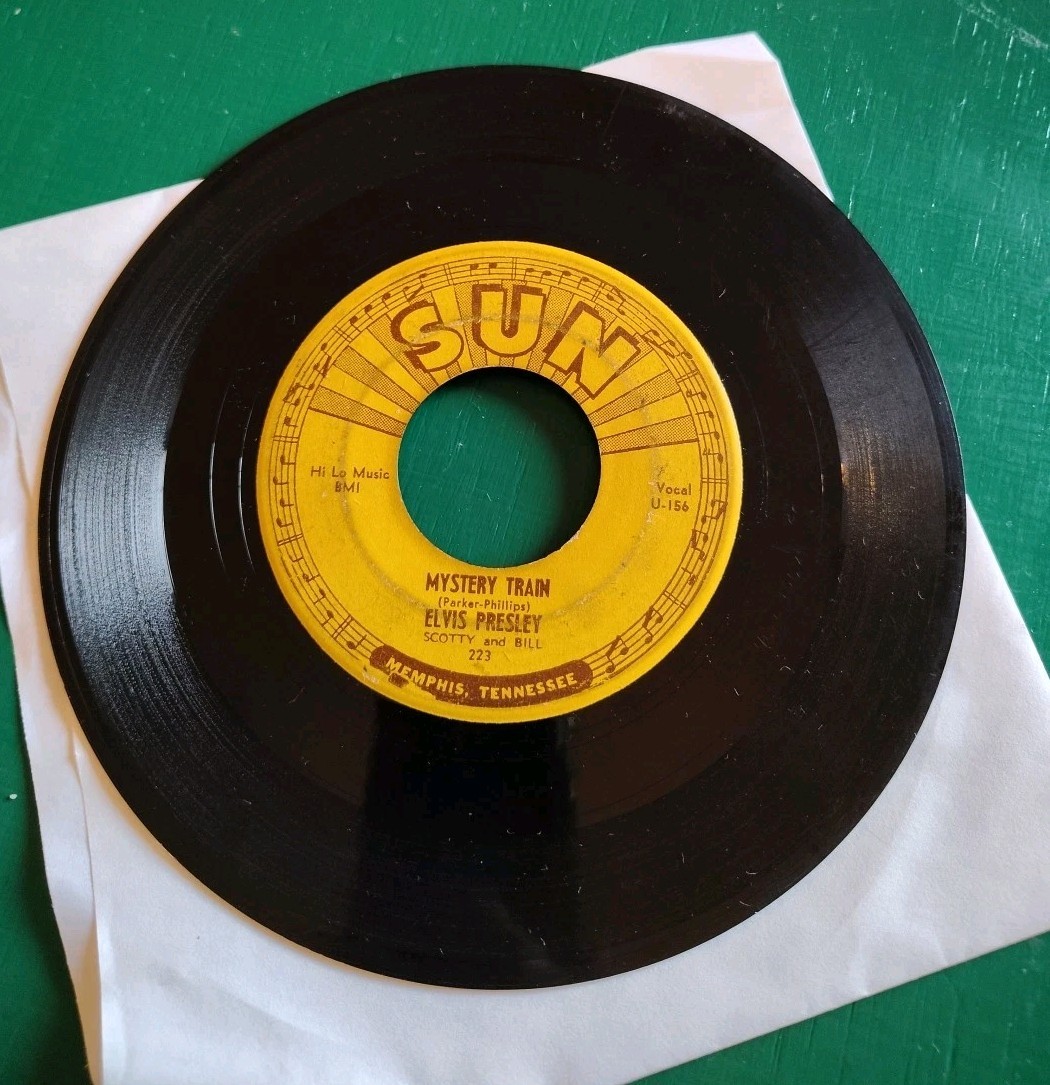 SUN
Hi Lo Music
BMI
Vocal
U-156
MYSTERY TRAIN
(Parker-Phillips)
ELVIS PRESLEY
SCOTTY and BILL
223
MEMPHIS, TENNESSEE